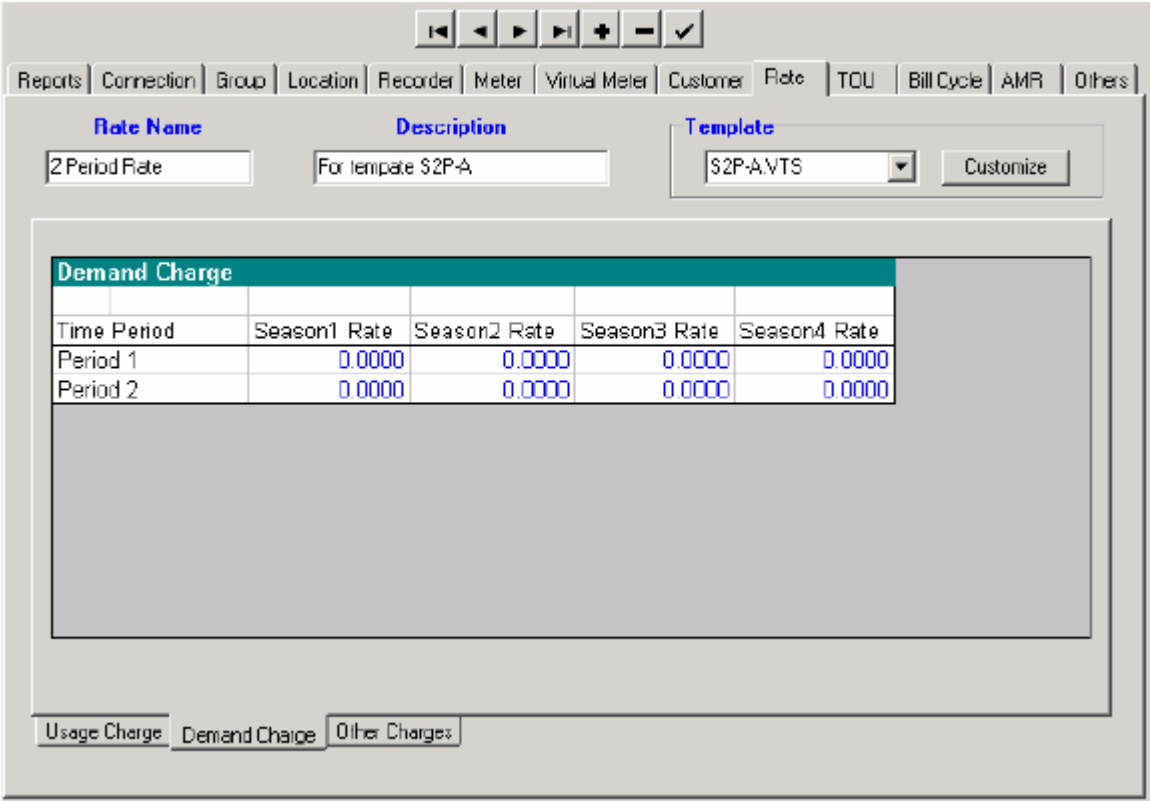 Reports Connection Group Location Recorder Meter Virtual Meter Customer Rate TOU Bill Cycle AMR Others
Rate Name Description Template
2 Period Rate For tempate S2P-A S2P-A.VTS Customize
Demand Charge
Time Period Season1 Rate Season2 Rate Season3 Rate Season4 Rate
Period 1 0.0000 0.0000 0.0000 0.0000
Period 2 0.0000 0.0000 0.0000 0.0000
Usage Charge Demand Charge Other Charges